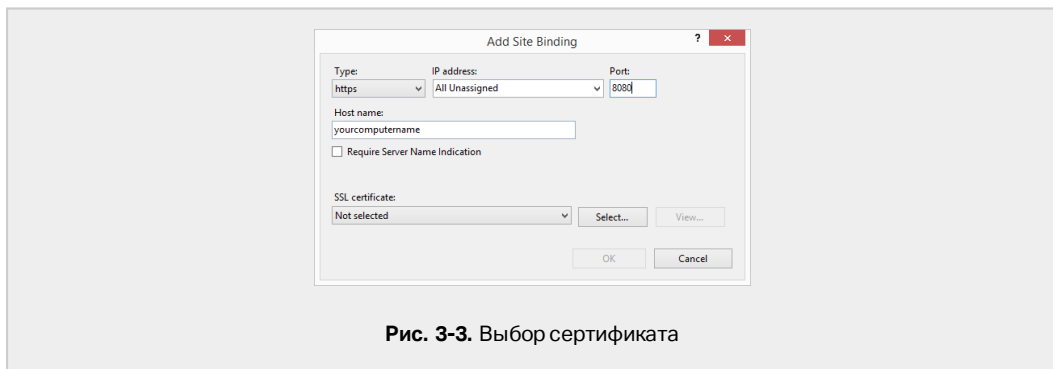 Add Site Binding ?
Type: IP address: Port:
https All Unassigned 8080
Host name:
yourcomputername
Require Server Name Indication
SSL certificate:
Not selected Select... View...
OK Cancel
Рис. 3-3. Выбор сертификата